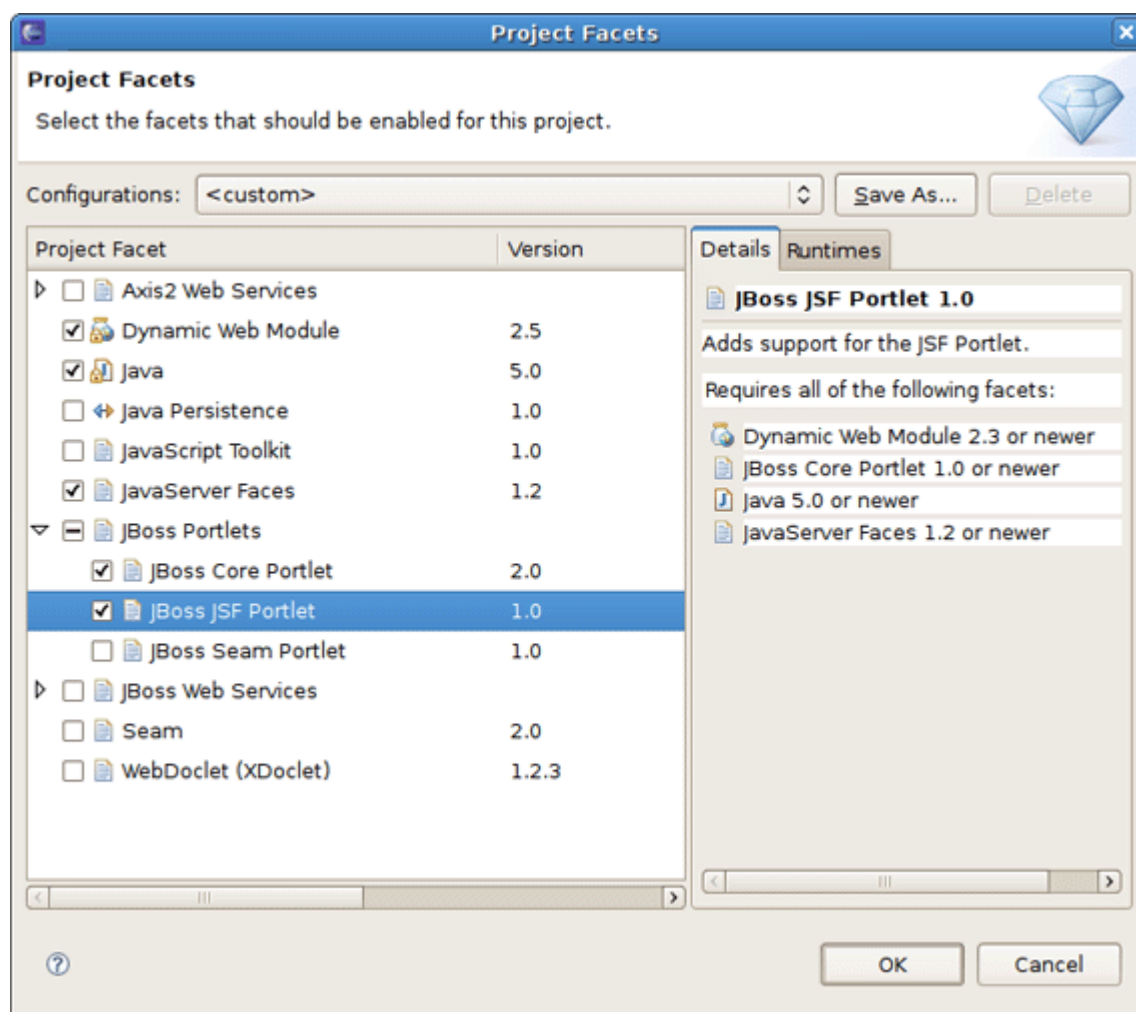 Project Facets
Project Facets
Select the facets that should be enabled for this project.
Configurations: <custom> Save As... Delete
Project Facet Version
Axis2 Web Services
Dynamic Web Module 2.5
Java 5.0
Java Persistence 1.0
JavaScript Toolkit 1.0
JavaServer Faces 1.2
JBoss Portlets
JBoss Core Portlet 2.0
JBoss JSF Portlet 1.0
JBoss Seam Portlet 1.0
JBoss Web Services
Seam 2.0
WebDoclet (XDoclet) 1.2.3
Details Runtimes
JBoss JSF Portlet 1.0
Adds support for the JSF Portlet.
Requires all of the following facets:
Dynamic Web Module 2.3 or newer
JBoss Core Portlet 1.0 or newer
Java 5.0 or newer
JavaServer Faces 1.2 or newer
OK Cancel